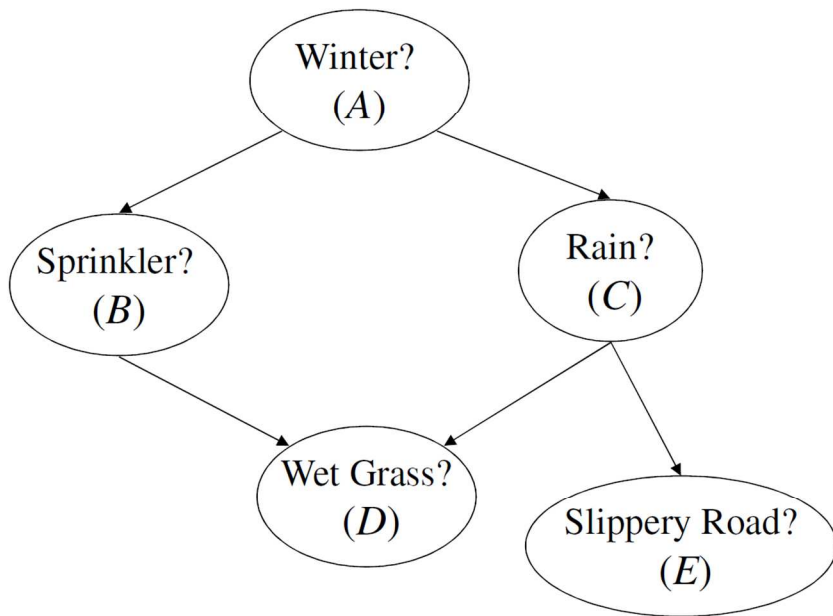 Winter?
(A)
Sprinkler?
(B)
Rain?
(C)
Wet Grass?
(D)
Slippery Road?
(E)